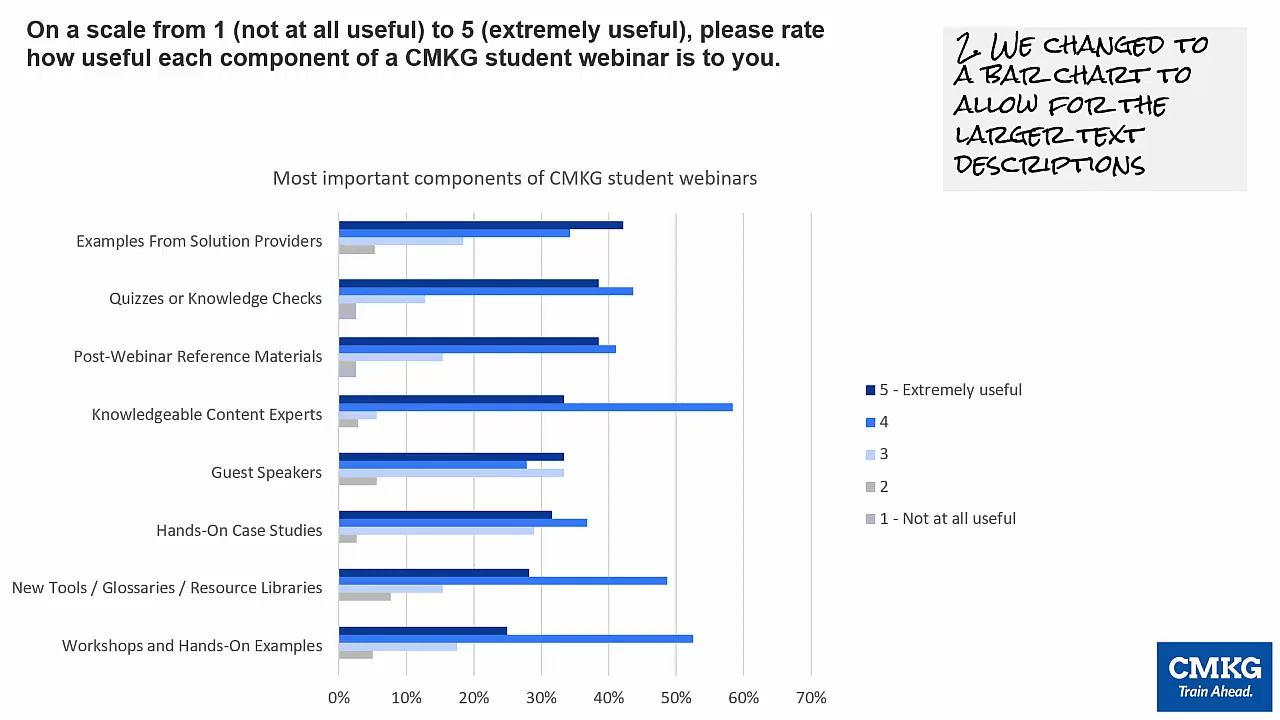 On a scale from 1 (not at all useful) to 5 (extremely useful), please rate
how useful each component of a CMKG student webinar is to you.
2. We changed to
a bar chart to
allow for the
larger text
descriptions
Most important components of CMKG student webinars
Examples From Solution Providers
Quizzes or Knowledge Checks
Post-Webinar Reference Materials
Knowledgeable Content Experts
Guest Speakers
Hands-On Case Studies
New Tools / Glossaries / Resource Libraries
Workshops and Hands-On Examples
0% 10% 20% 30% 40% 50% 60% 70%
5 - Extremely useful
4
3
2
1 - Not at all useful
CMKG
Train Ahead.